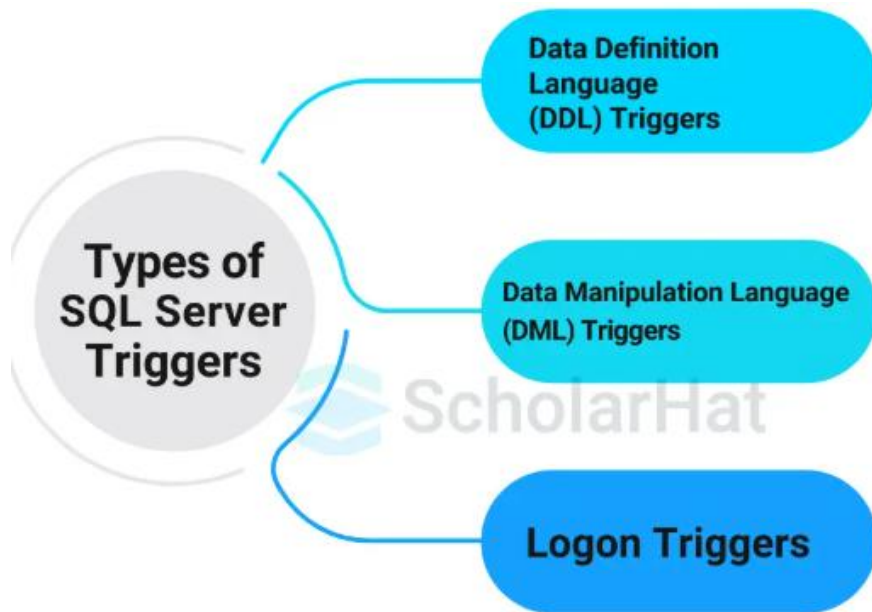 Types of
SQL Server
Triggers
Data Definition
Language
(DDL) Triggers
Data Manipulation Language
(DML) Triggers
ScholarHat
Logon Triggers